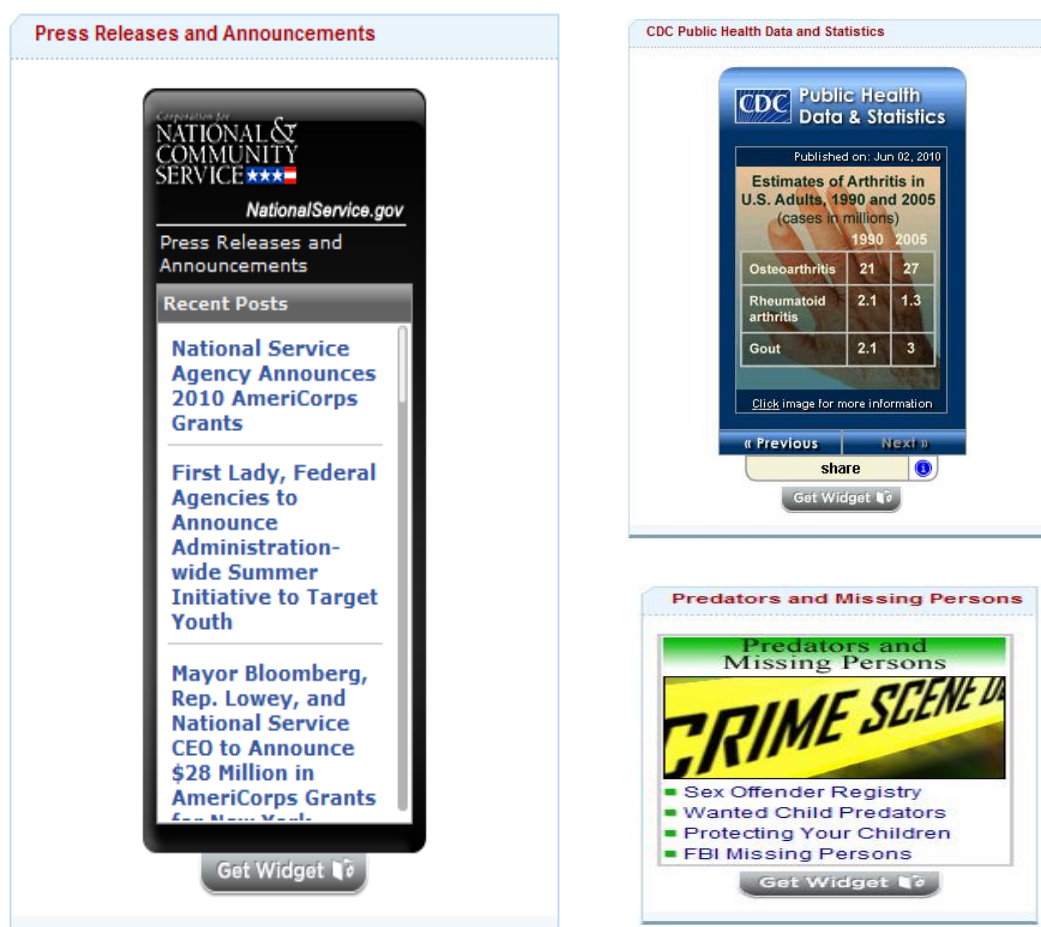 Press Releases and Announcements
Corporation for
NATIONAL &
COMMUNITY
SERVICE
NationalService.gov
Press Releases and
Announcements
Recent Posts
National Service
Agency Announces
2010 AmeriCorps
Grants
First Lady, Federal
Agencies to
Announce
Administration-
wide Summer
Initiative to Target
Youth
Mayor Bloomberg,
Rep. Lowey, and
National Service
CEO to Announce
$28 Million in
AmeriCorps Grants
for New York
Get Widget
CDC Public Health Data and Statistics
CDC Public Health
Data & Statistics
Published on: Jun 02, 2010
Estimates of Arthritis in
U.S. Adults, 1990 and 2005
(cases in millions)
1990 2005
Osteoarthritis 21 27
Rheumatoid
arthritis 2.1 1.3
Gout 2.1 3
Click image for more information
« Previous Next »
share i
Get Widget
Predators and Missing Persons
Predators and
Missing Persons
CRIME SCENE
Sex Offender Registry
Wanted Child Predators
Protecting Your Children
FBI Missing Persons
Get Widget